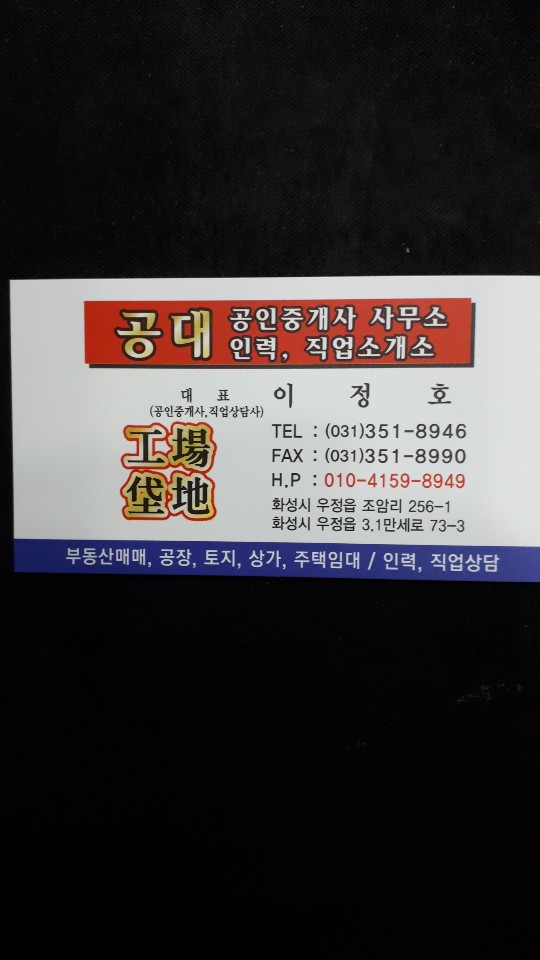 공대 공인중개사 사무소
인력, 직업소개소
대 표 이 정 호
(공인중개사,직업상담사)
工場
垈地
TEL : (031)351-8946
FAX : (031)351-8990
H.P : 010-4159-8949
화성시 우정읍 조암리 256-1
화성시 우정읍 3.1만세로 73-3
부동산매매, 공장, 토지, 상가, 주택임대 / 인력, 직업상담